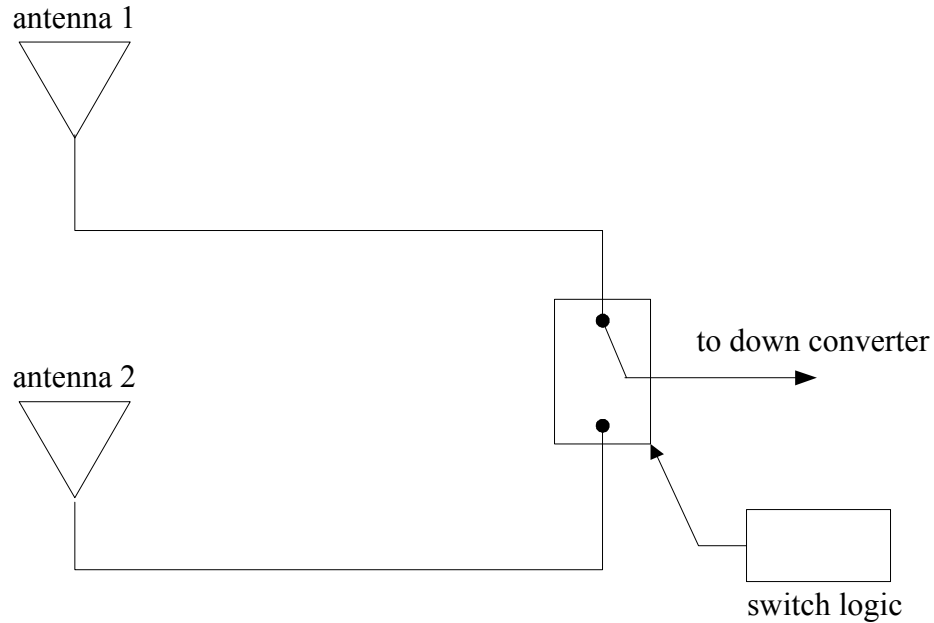 antenna 1
to down converter
antenna 2
switch logic